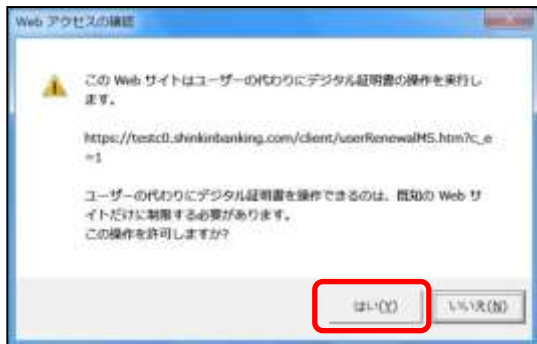 Web アクセスの確認
この Web サイトはユーザーの代わりにデジタル証明書の操作を実行し
ます。
https://testc0.shinkinbanking.com/client/userRenewalMS.htm?c_e
=1
ユーザーの代わりにデジタル証明書を操作できるのは、既知の Web サ
イトだけに制限する必要があります。
この操作を許可しますか?
はい(Y) いいえ(N)